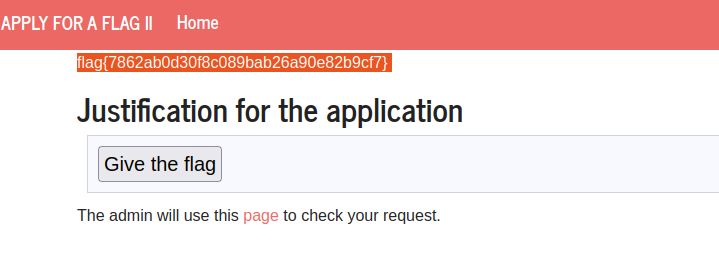 APPLY FOR A FLAG II Home
flag{7862ab0d30f8c089bab26a90e82b9cf7}
Justification for the application
Give the flag
The admin will use this page to check your request.